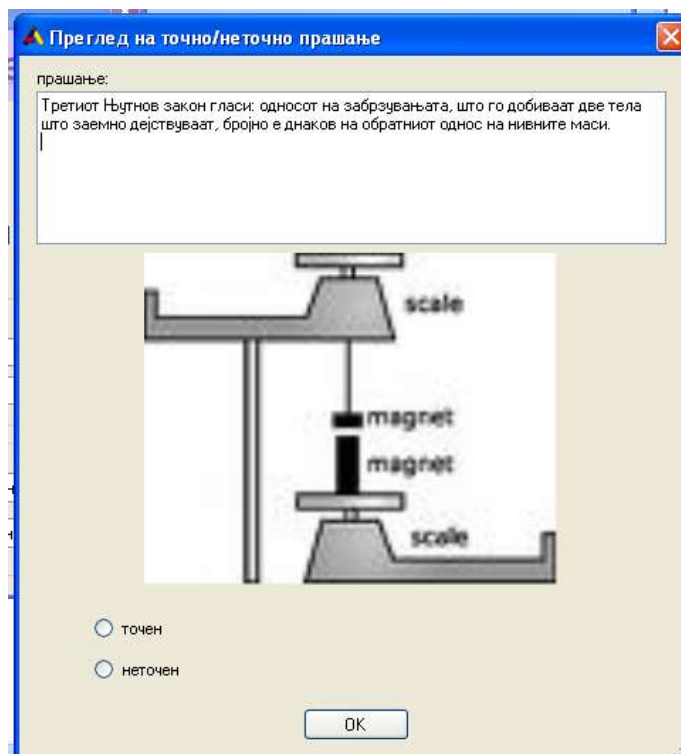 Преглед на точно/неточно прашање
прашање:
Третиот Њутнов закон гласи: односот на забрзувањата, што го добиваат две тела
што заемно дејствуваат, бројно е днаков на обратниот однос на нивните маси.
scale
magnet
magnet
scale
точен
неточен
OK